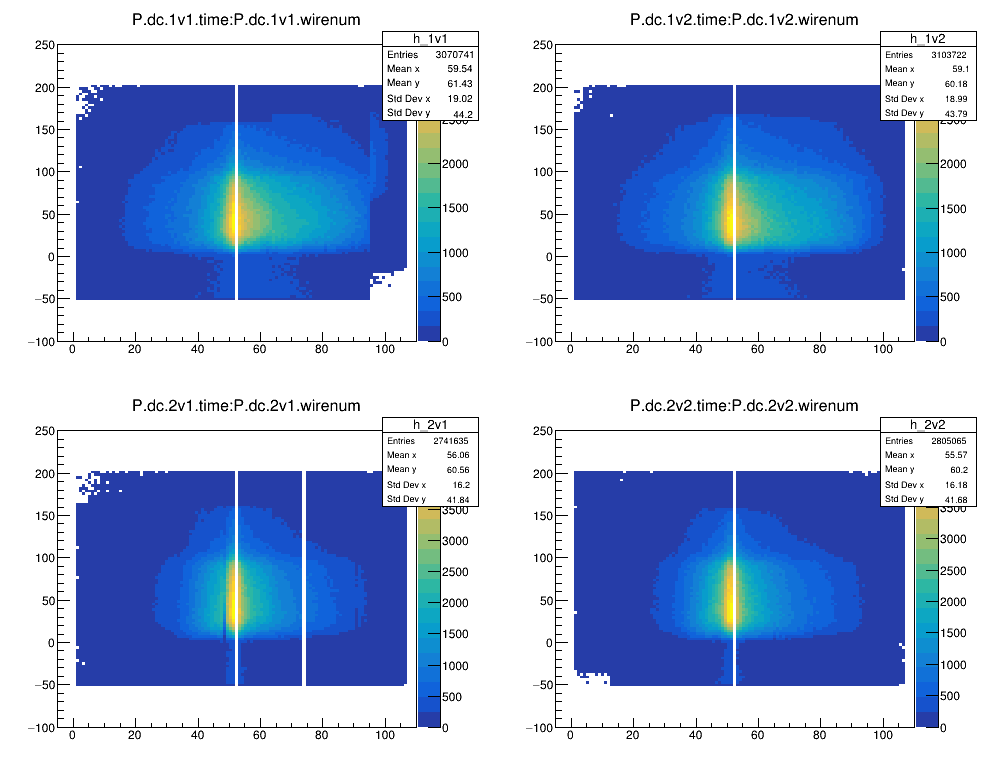 P.dc.1v1.time:P.dc.1v1.wirenum
h_1v1
Entries 3070741
Mean x 59.54
Mean y 61.43
Std Dev x 19.02
Std Dev y 44.2
250
200
150
100
50
0
−50
−100
0 20 40 60 80 100
2500
2000
1500
1000
500
0
P.dc.1v2.time:P.dc.1v2.wirenum
h_1v2
Entries 3103722
Mean x 59.1
Mean y 60.18
Std Dev x 18.99
Std Dev y 43.79
250
200
150
100
50
0
−50
−100
0 20 40 60 80 100
2500
2000
1500
1000
500
0
P.dc.2v1.time:P.dc.2v1.wirenum
h_2v1
Entries 2741635
Mean x 56.06
Mean y 60.56
Std Dev x 16.2
Std Dev y 41.84
250
200
150
100
50
0
−50
−100
0 20 40 60 80 100
3500
3000
2500
2000
1500
1000
500
0
P.dc.2v2.time:P.dc.2v2.wirenum
h_2v2
Entries 2805065
Mean x 55.57
Mean y 60.2
Std Dev x 16.18
Std Dev y 41.68
250
200
150
100
50
0
−50
−100
0 20 40 60 80 100
3500
3000
2500
2000
1500
1000
500
0